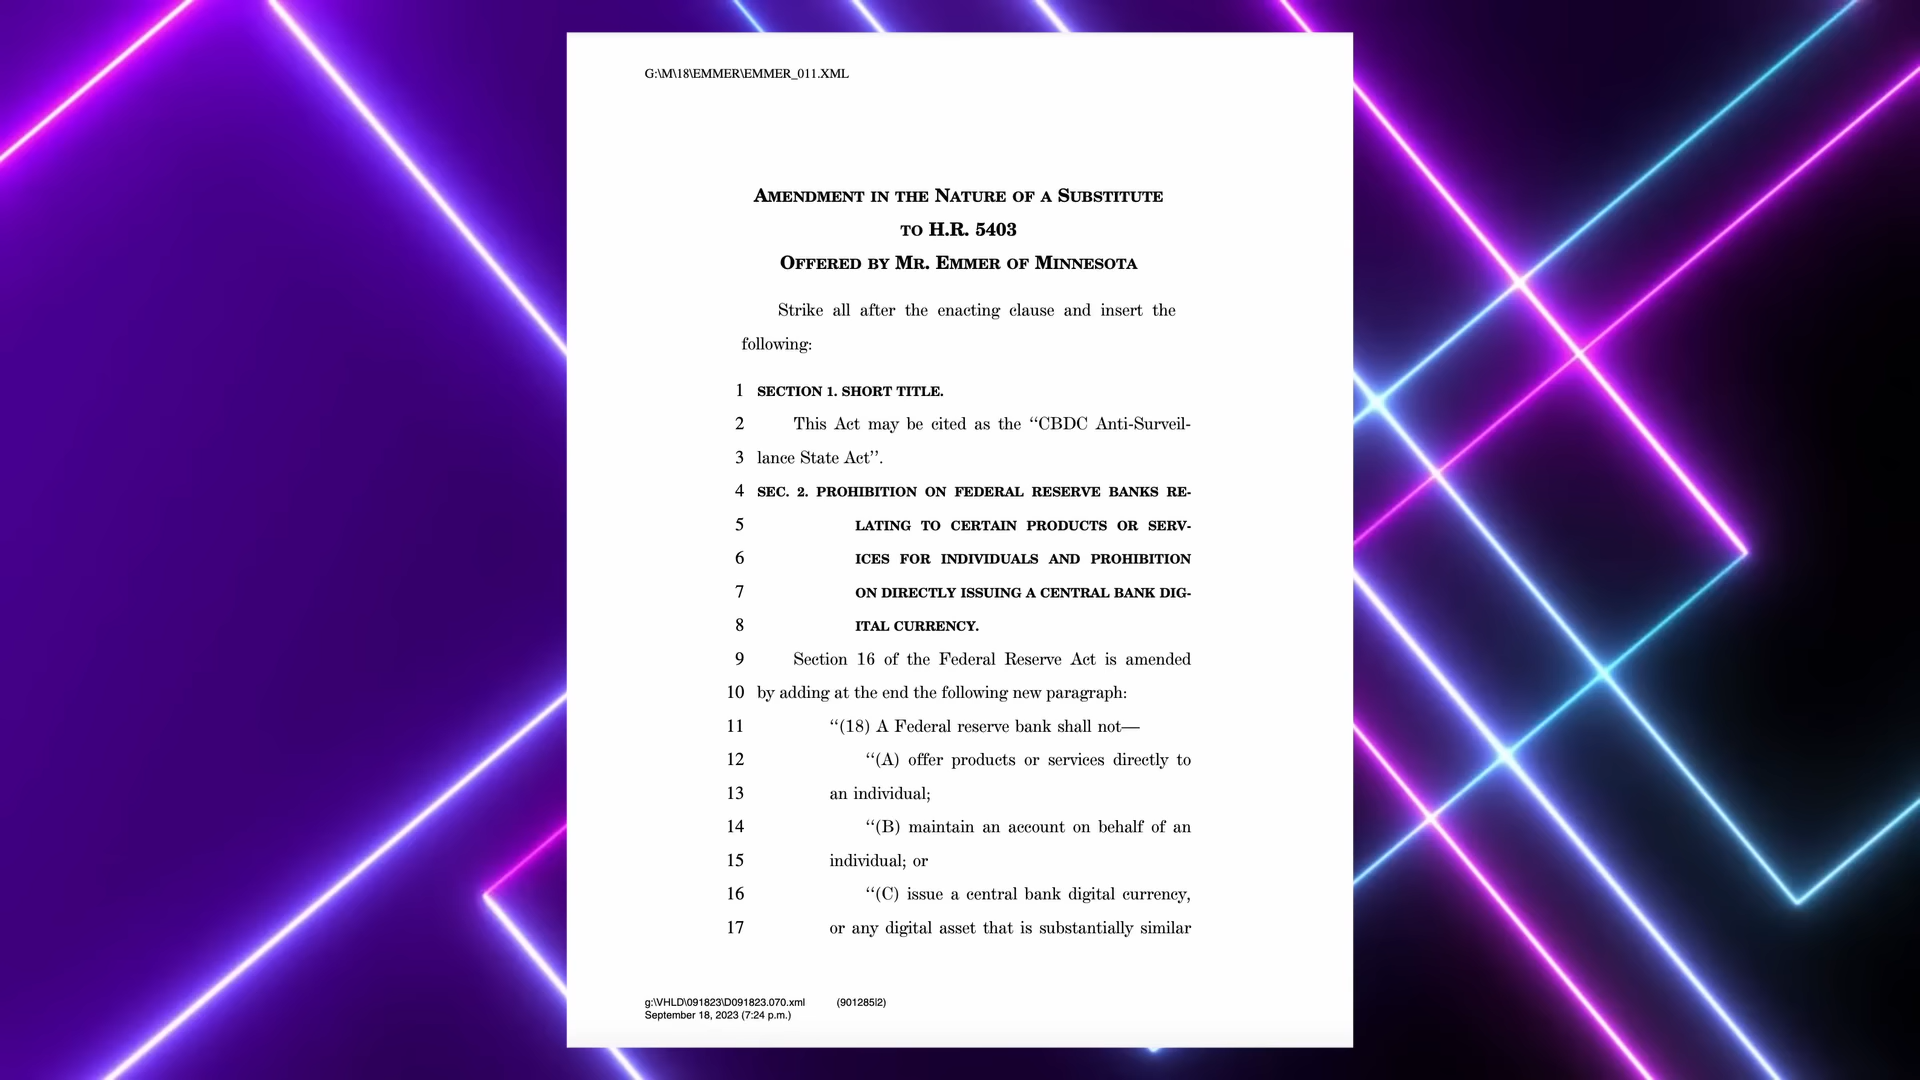 G:\M\18\EMMER\EMMER_011.XML
AMENDMENT IN THE NATURE OF A SUBSTITUTE
TO H.R. 5403
OFFERED BY MR. EMMER OF MINNESOTA
Strike all after the enacting clause and insert the
following:
1 SECTION 1. SHORT TITLE.
2 This Act may be cited as the ‘‘CBDC Anti-Surveil-
3 lance State Act’’.
4 SEC. 2. PROHIBITION ON FEDERAL RESERVE BANKS RE-
5 LATING TO CERTAIN PRODUCTS OR SERV-
6 ICES FOR INDIVIDUALS AND PROHIBITION
7 ON DIRECTLY ISSUING A CENTRAL BANK DIG-
8 ITAL CURRENCY.
9 Section 16 of the Federal Reserve Act is amended
10 by adding at the end the following new paragraph:
11 ‘‘(18) A Federal reserve bank shall not—
12 ‘‘(A) offer products or services directly to
13 an individual;
14 ‘‘(B) maintain an account on behalf of an
15 individual; or
16 ‘‘(C) issue a central bank digital currency,
17 or any digital asset that is substantially similar
g:\VHLD\091823\D091823.070.xml (901285|2)
September 18, 2023 (7:24 p.m.)